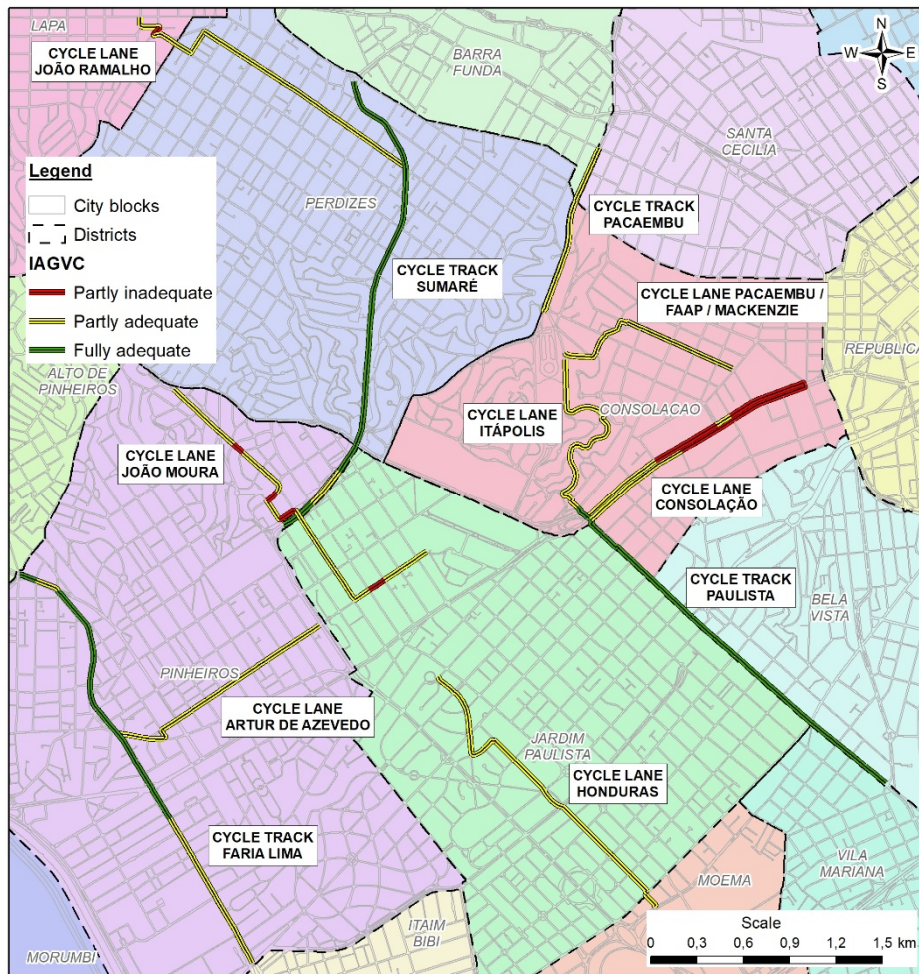 LAPA
CYCLE LANE
JOÃO RAMALHO
BARRA
FUNDA
N
W E
S
SANTA
CECILIA
Legend
City blocks
Districts
IAGVC
Partly inadequate
Partly adequate
Fully adequate
PERDIZES
CYCLE TRACK
PACAEMBU
CYCLE TRACK
SUMARÉ
CYCLE LANE PACAEMBU /
FAAP / MACKENZIE
REPUBLICA
ALTO DE
PINHEIROS
CYCLE LANE
ITÁPOLIS
CONSOLACAO
CYCLE LANE
JOÃO MOURA
CYCLE LANE
CONSOLAÇÃO
CYCLE TRACK
PAULISTA
BELA
VISTA
PINHEIROS
CYCLE LANE
ARTUR DE AZEVEDO
JARDIM
PAULISTA
CYCLE LANE
HONDURAS
CYCLE TRACK
FARIA LIMA
MOEMA
VILA
MARIANA
ITAIM
BIBI
MORUMBI
Scale
0 0,3 0,6 0,9 1,2 1,5 km